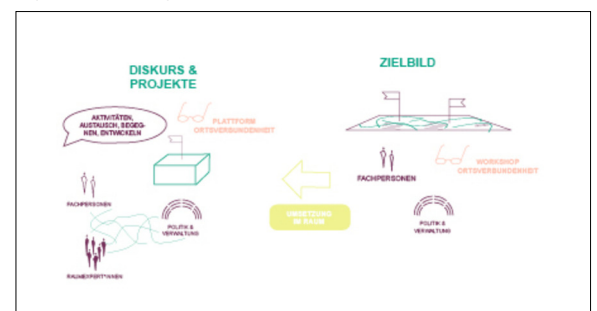 DISKURS &
PROJEKTE
AKTIVITÄTEN,
AUSTAUSCH, BEGEG-
NEN, ENTWICKELN
PLATTFORM
ORTSVERBUNDENHEIT
FACHPERSONEN
POLITIK &
VERWALTUNG
RAUMEXPERT*INNEN
UMSETZUNG
IM RAUM
ZIELBILD
FACHPERSONEN
WORKSHOP
ORTSVERBUNDENHEIT
POLITIK &
VERWALTUNG